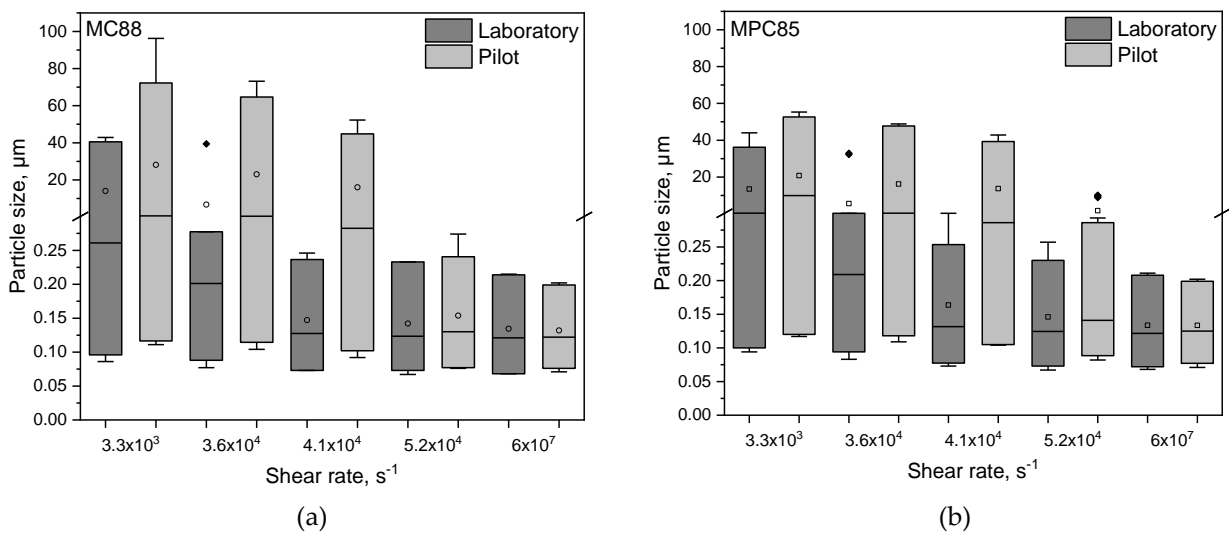 MC88
Laboratory
Pilot
Particle size, µm
100
80
60
40
20
0.25
0.20
0.15
0.10
0.05
0.00
3.3x10³ 3.6x10⁴ 4.1x10⁴ 5.2x10⁴ 6x10⁷
Shear rate, s⁻¹
(a)
MPC85
Laboratory
Pilot
Particle size, µm
100
80
60
40
20
0.25
0.20
0.15
0.10
0.05
0.00
3.3x10³ 3.6x10⁴ 4.1x10⁴ 5.2x10⁴ 6x10⁷
Shear rate, s⁻¹
(b)